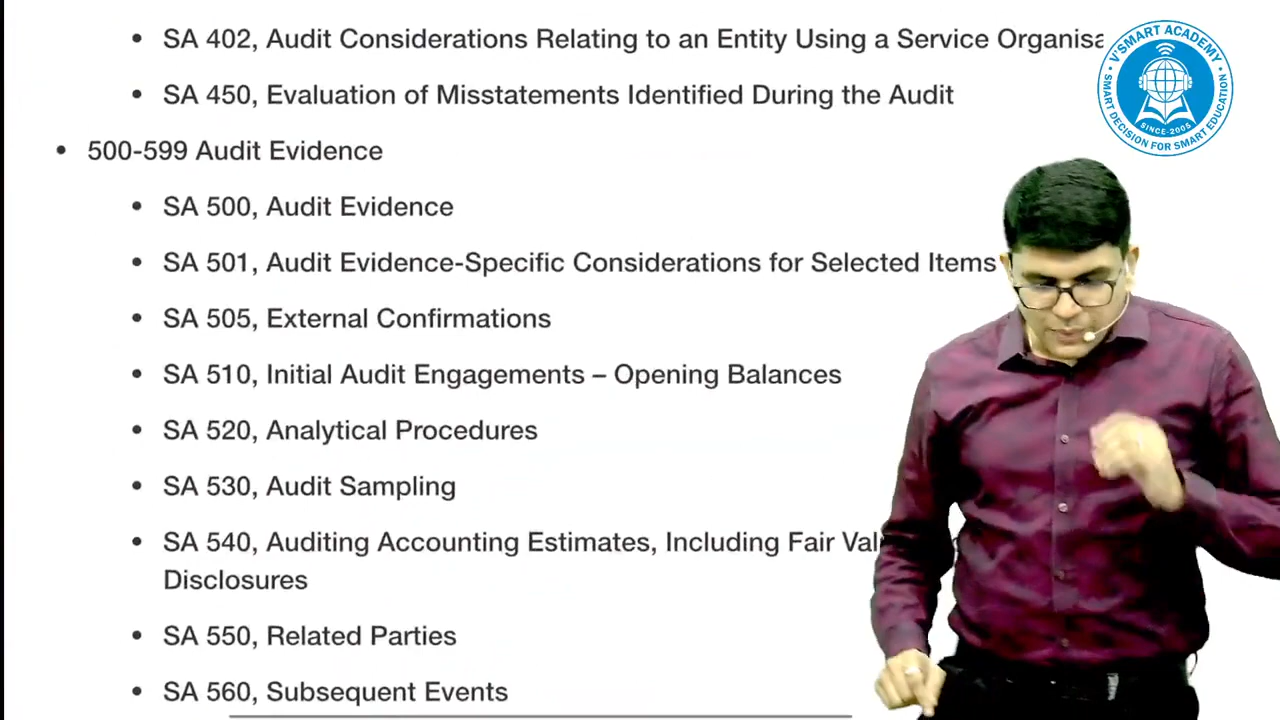 SA 402, Audit Considerations Relating to an Entity Using a Service
SA 450, Evaluation of Misstatements Identified During the Audit
500-599 Audit Evidence
SA 500, Audit Evidence
SA 501, Audit Evidence-Specific Considerations for Selected Items
SA 505, External Confirmations
SA 510, Initial Audit Engagements – Opening Balances
SA 520, Analytical Procedures
SA 530, Audit Sampling
SA 540, Auditing Accounting Estimates, Including Fair
Disclosures
SA 550, Related Parties
SA 560, Subsequent Events
V'SMART ACADEMY
SMART DECISION FOR SMART EDUCATION
SINCE-2005